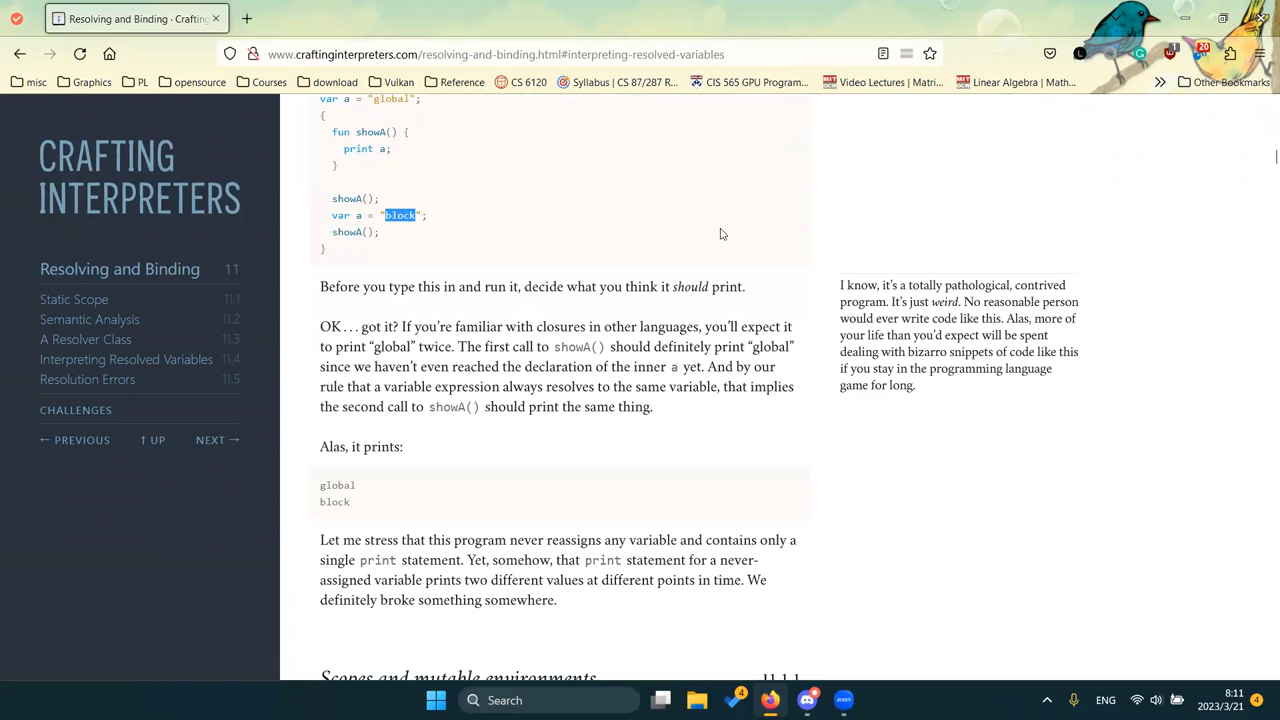 Resolving and Binding · Crafting
www.craftinginterpreters.com/resolving-and-binding.html#interpreting-resolved-variables
1
20
misc
Graphics
PL
opensource
Courses
download
Vulkan
Reference
CS 6120
Syllabus | CS 87/287 R...
CIS 565 GPU Program...
Video Lectures | Matri...
Linear Algebra | Math...
Other Bookmarks
CRAFTING
INTERPRETERS
Resolving and Binding 11
Static Scope 11.1
Semantic Analysis 11.2
A Resolver Class 11.3
Interpreting Resolved Variables 11.4
Resolution Errors 11.5
CHALLENGES
← PREVIOUS ↑ UP NEXT →
var a = "global";
{
fun showA() {
print a;
}
showA();
var a = "block";
showA();
}
Before you type this in and run it, decide what you think it should print.
OK . . . got it? If you're familiar with closures in other languages, you'll expect it
to print “global” twice. The first call to showA() should definitely print “global”
since we haven't even reached the declaration of the inner a yet. And by our
rule that a variable expression always resolves to the same variable, that implies
the second call to showA() should print the same thing.
Alas, it prints:
global
block
Let me stress that this program never reassigns any variable and contains only a
single print statement. Yet, somehow, that print statement for a never-
assigned variable prints two different values at different points in time. We
definitely broke something somewhere.
Scopes and mutable environments 11.1.1
I know, it's a totally pathological, contrived
program. It's just weird. No reasonable person
would ever write code like this. Alas, more of
your life than you'd expect will be spent
dealing with bizarro snippets of code like this
if you stay in the programming language
game for long.
Search
4
zoom
ENG
8:11
2023/3/21
4